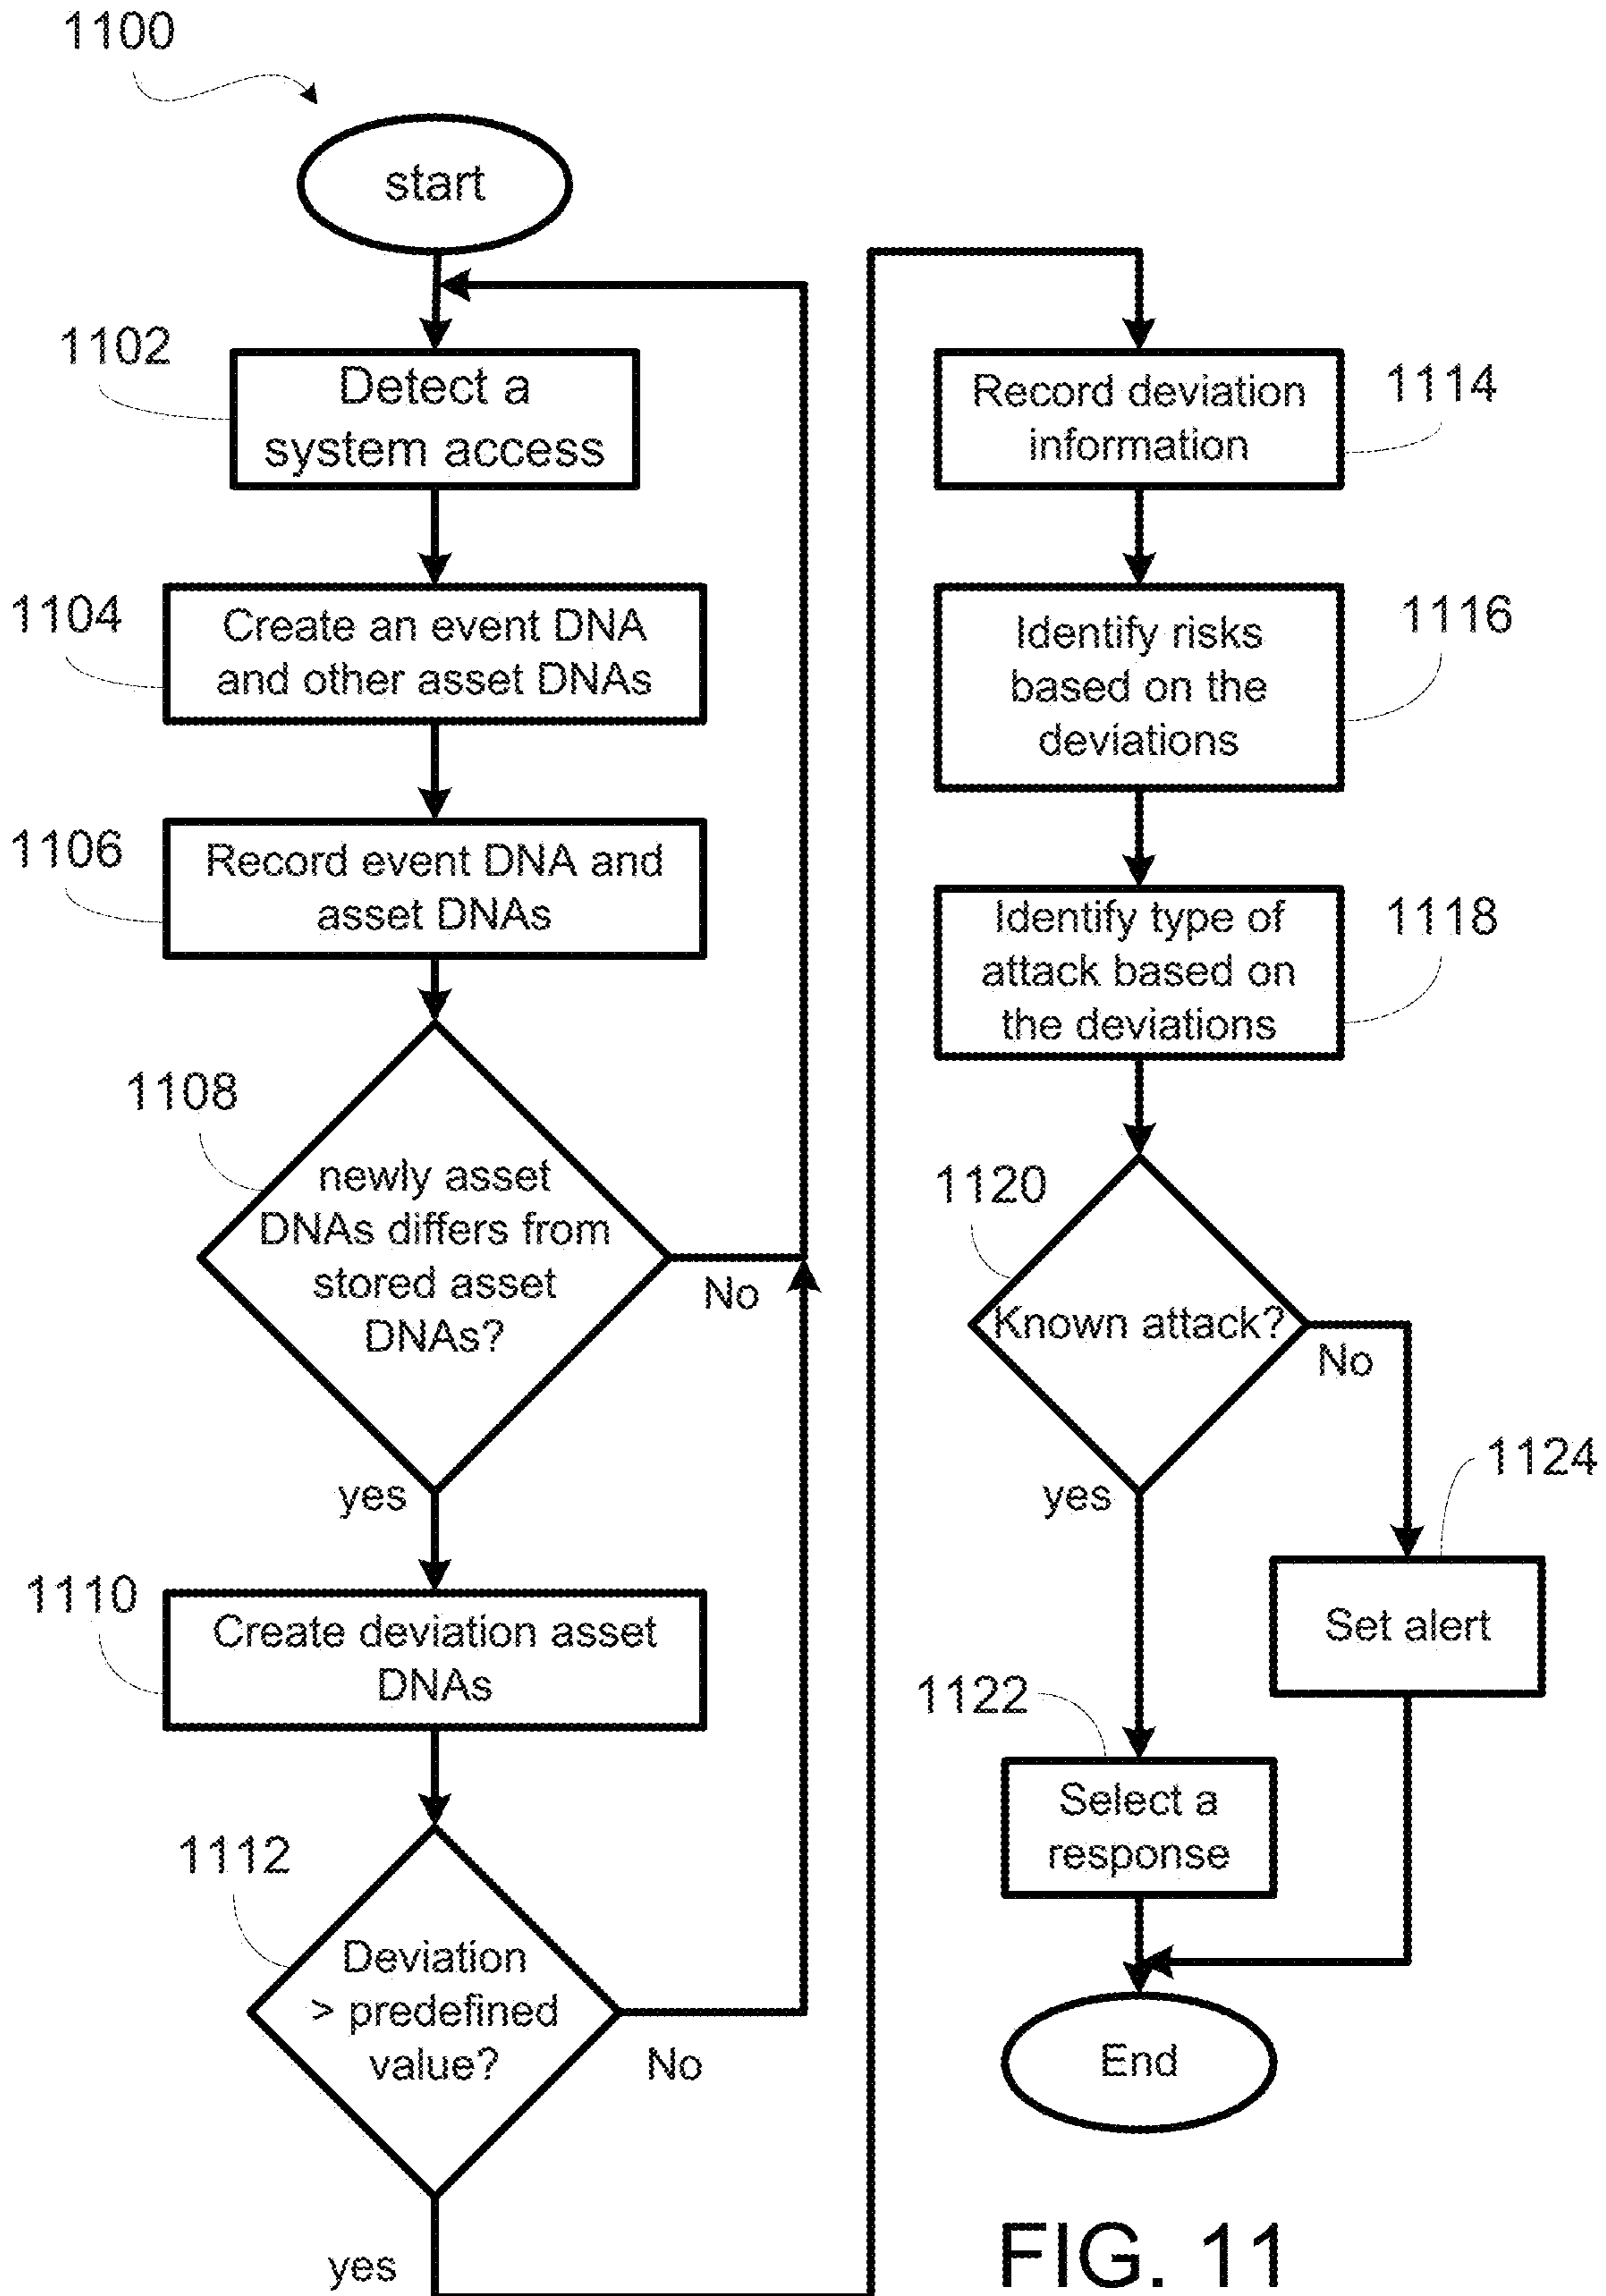 1100
start
1102
Detect a
system access
1104
Create an event DNA
and other asset DNAs
1106
Record event DNA and
asset DNAs
1108
newly asset
DNAs differs from
stored asset
DNAs?
No
yes
1110
Create deviation asset
DNAs
1112
Deviation
> predefined
value?
No
yes
1114
Record deviation
information
1116
Identify risks
based on the
deviations
1118
Identify type of
attack based on
the deviations
1120
Known attack?
No
yes
1124
Set alert
1122
Select a
response
End
FIG. 11